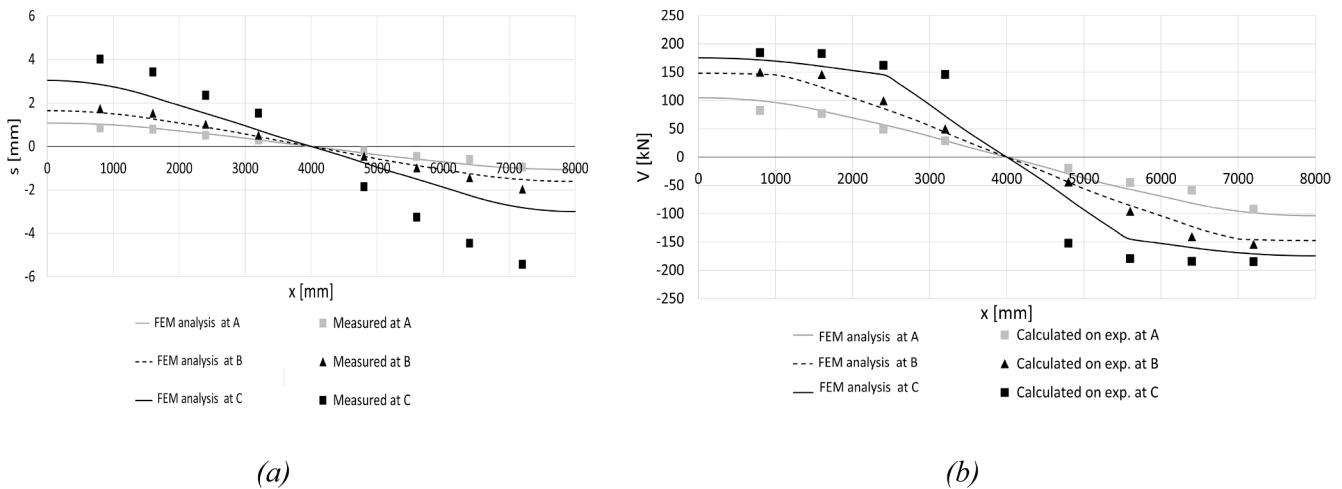 6
4
2
0
-2
-4
-6
s [mm]
0 1000 2000 3000 4000 5000 6000 7000 8000
x [mm]
FEM analysis at A Measured at A
FEM analysis at B Measured at B
FEM analysis at C Measured at C
(a)
250
200
150
100
50
0
-50
-100
-150
-200
-250
V [kN]
0 1000 2000 3000 4000 5000 6000 7000 8000
x [mm]
FEM analysis at A Calculated on exp. at A
FEM analysis at B Calculated on exp. at B
FEM analysis at C Calculated on exp. at C
(b)